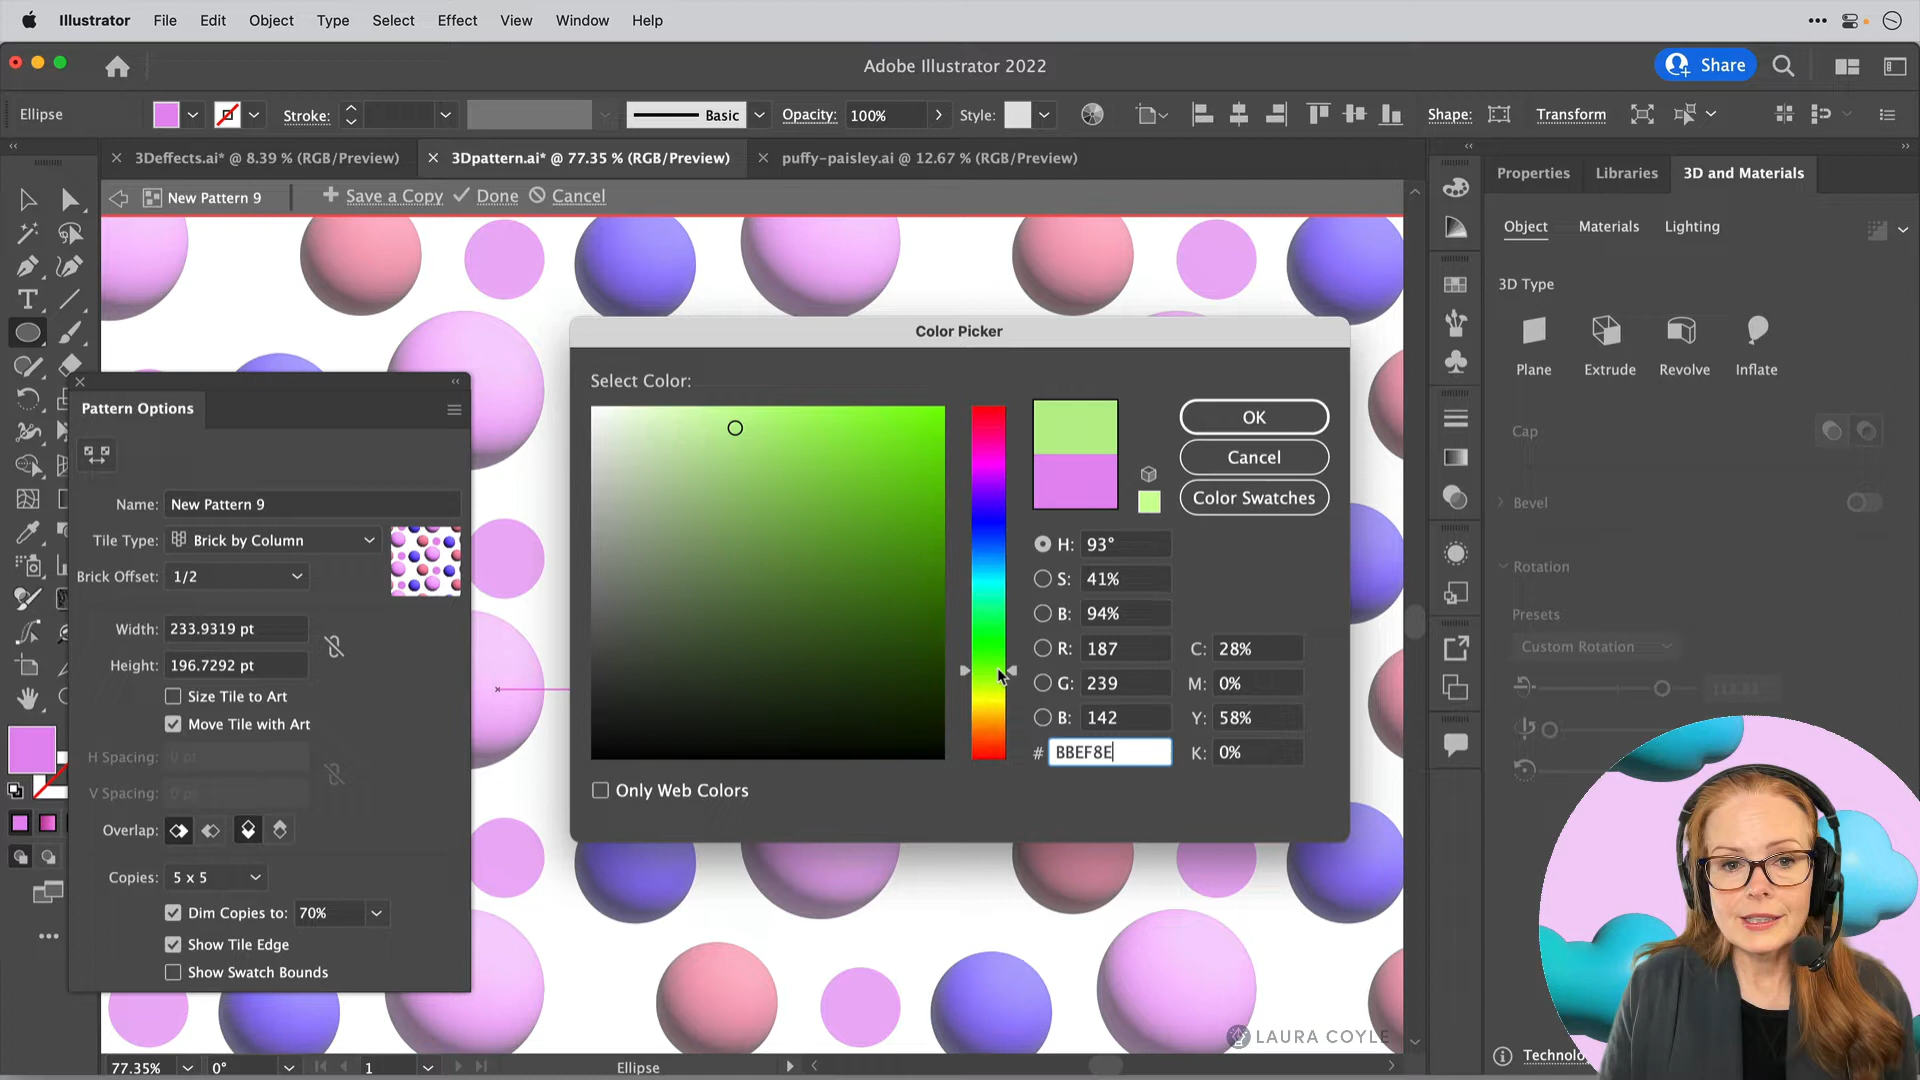 Illustrator File Edit Object Type Select Effect View Window Help
Adobe Illustrator 2022
Share
Ellipse Stroke: Basic Opacity: 100% Style: Shape: Transform
3Deffects.ai* @ 8.39 % (RGB/Preview) 3Dpattern.ai* @ 77.35 % (RGB/Preview) puffy-paisley.ai @ 12.67 % (RGB/Preview)
Properties Libraries 3D and Materials
New Pattern 9 Save a Copy Done Cancel
Object Materials Lighting
3D Type
Plane Extrude Revolve Inflate
Cap
Bevel
Rotation
Presets
Custom Rotation
Color Picker
Select Color:
OK
Cancel
Color Swatches
H: 93°
S: 41%
B: 94%
R: 187 C: 28%
G: 239 M: 0%
B: 142 Y: 58%
# BBEF8E K: 0%
Only Web Colors
Pattern Options
Name: New Pattern 9
Tile Type: Brick by Column
Brick Offset: 1/2
Width: 233.9319 pt
Height: 196.7292 pt
Size Tile to Art
Move Tile with Art
H Spacing: 0 pt
V Spacing: 0 pt
Overlap:
Copies: 5 x 5
Dim Copies to: 70%
Show Tile Edge
Show Swatch Bounds
LAURA COYLE
77.35% 0° 1 Ellipse
Technolo